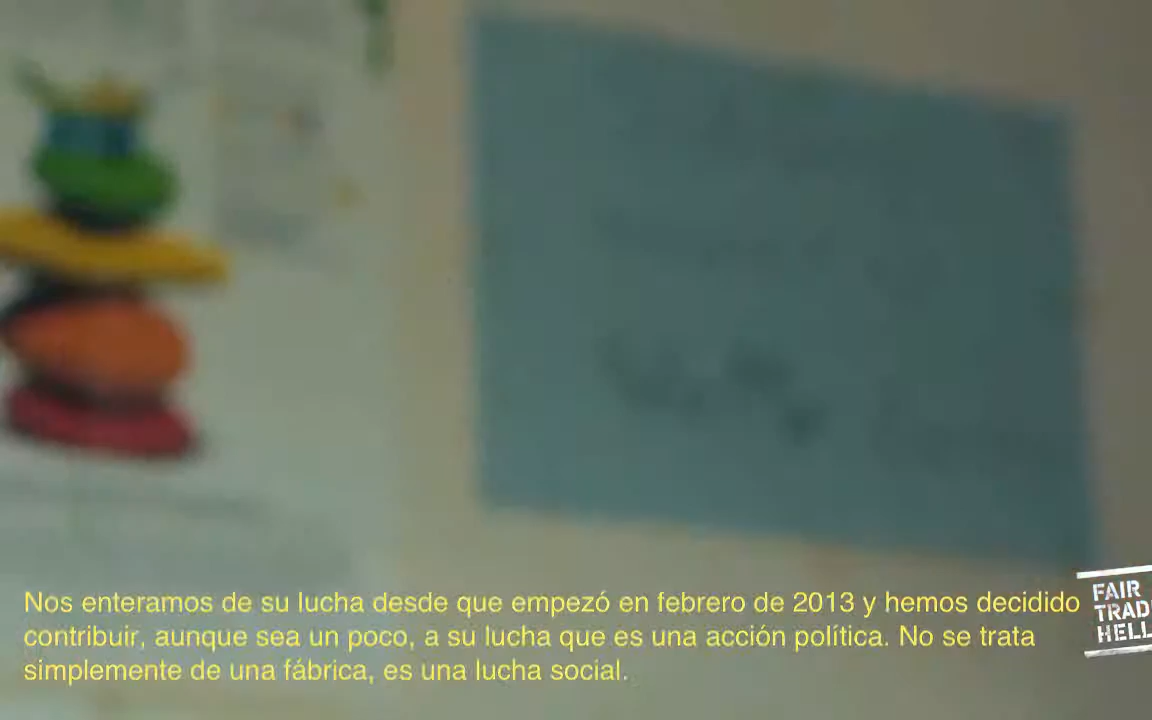 Nos enteramos de su lucha desde que empezó en febrero de 2013 y hemos decidido
contribuir, aunque sea un poco, a su lucha que es una acción política. No se trata
simplemente de una fábrica, es una lucha social.
FAIR
TRAD
HELL